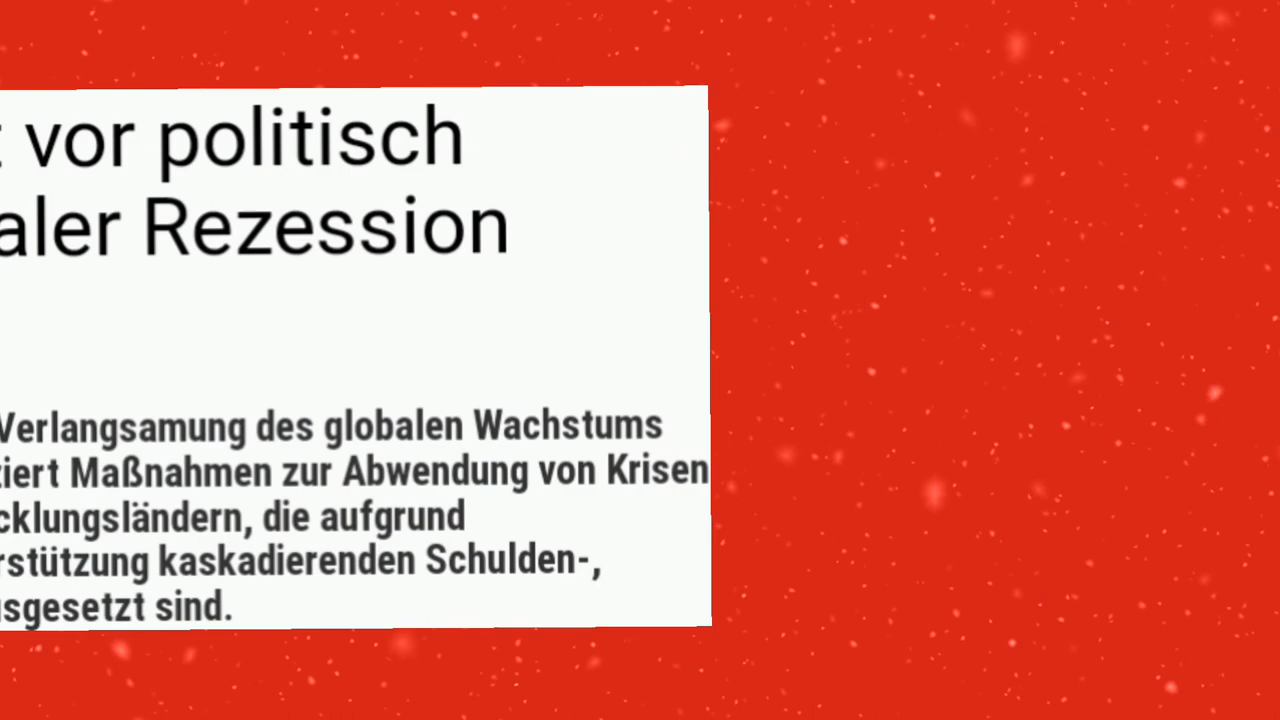 vor politisch
aler Rezession
Verlangsamung des globalen Wachstums
ziert Maßnahmen zur Abwendung von Krisen
cklungsländern, die aufgrund
rstützung kaskadierenden Schulden-,
usgesetzt sind.